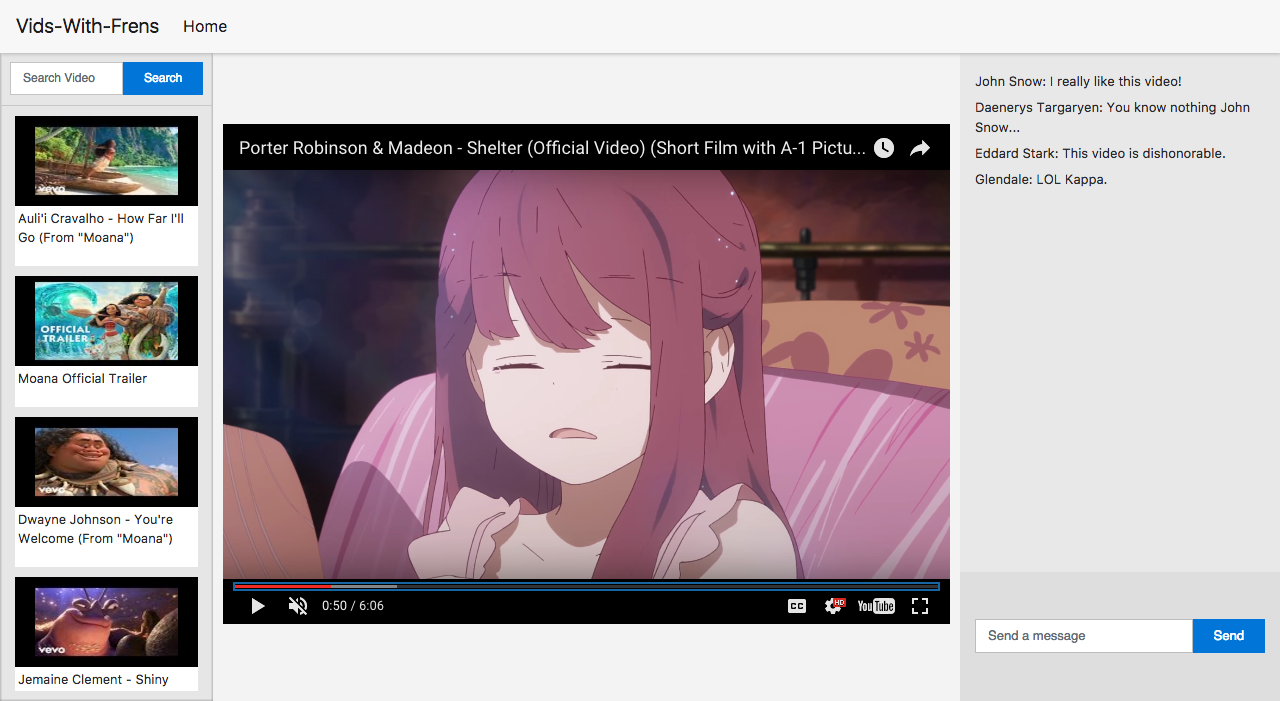 Vids-With-Frens Home
Search Video Search
vevo
Auli'i Cravalho - How Far I'll
Go (From "Moana")
OFFICIAL
TRAILER
Moana Official Trailer
vevo
Dwayne Johnson - You're
Welcome (From "Moana")
vevo
Jemaine Clement - Shiny
Porter Robinson & Madeon - Shelter (Official Video) (Short Film with A-1 Pictu...
0:50 / 6:06
CC
HD
YouTube
John Snow: I really like this video!
Daenerys Targaryen: You know nothing John
Snow...
Eddard Stark: This video is dishonorable.
Glendale: LOL Kappa.
Send a message Send